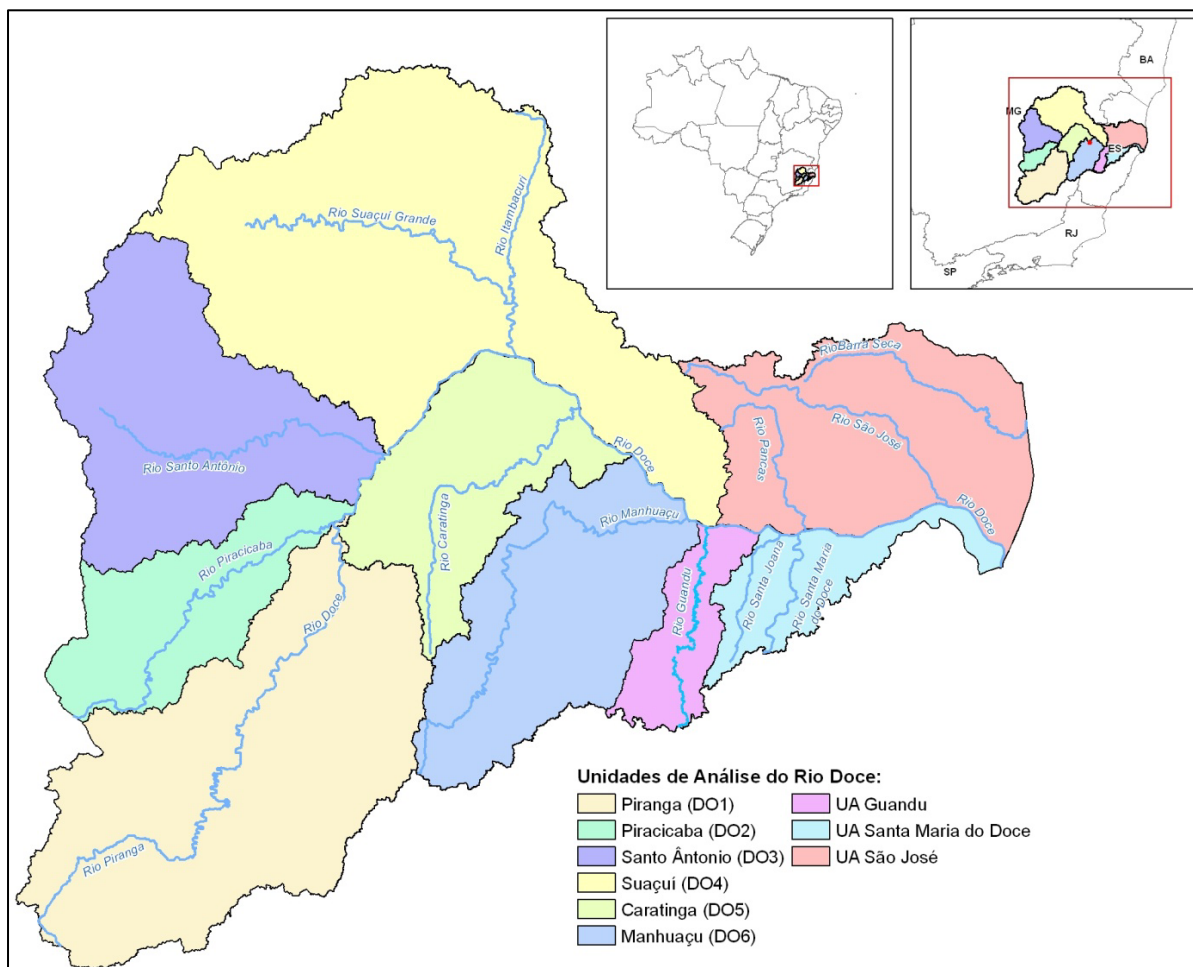 BA
MG
ES
RJ
SP
Rio Itambacuri
Rio Suaçuí Grande
RioBarra Seca
Rio São José
Rio Pancas
Rio Doce
Rio Doce
Rio Santo Antônio
Rio Manhuaçu
Rio Caratinga
Rio Piracicaba
Rio Guandu
Rio Santa Joana
Rio Santa Maria
do Doce
Rio Doce
Rio Piranga
Unidades de Análise do Rio Doce:
Piranga (DO1)
UA Guandu
Piracicaba (DO2)
UA Santa Maria do Doce
Santo Ântonio (DO3)
UA São José
Suaçuí (DO4)
Caratinga (DO5)
Manhuaçu (DO6)